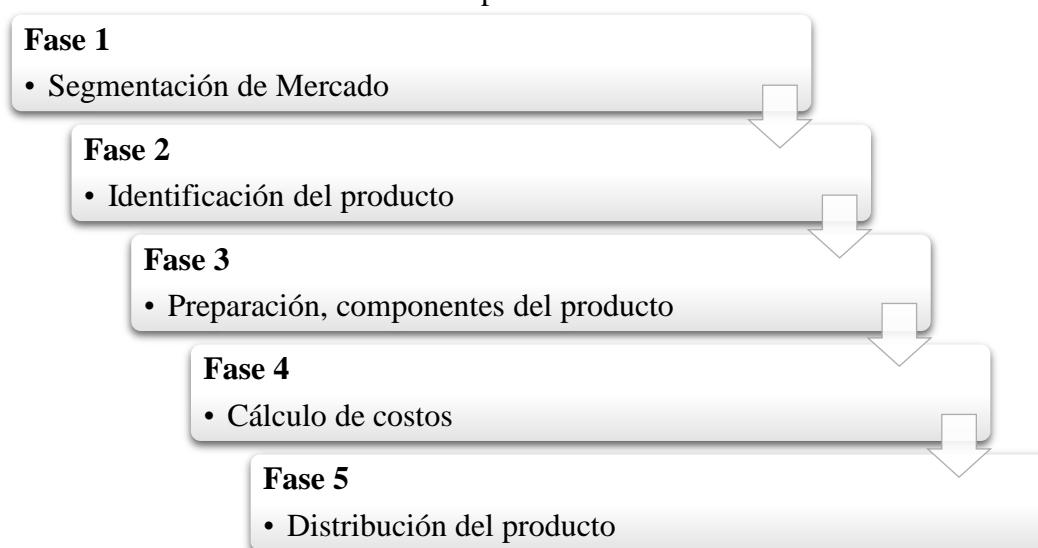 Fase 1
• Segmentación de Mercado
Fase 2
• Identificación del producto
Fase 3
• Preparación, componentes del producto
Fase 4
• Cálculo de costos
Fase 5
• Distribución del producto